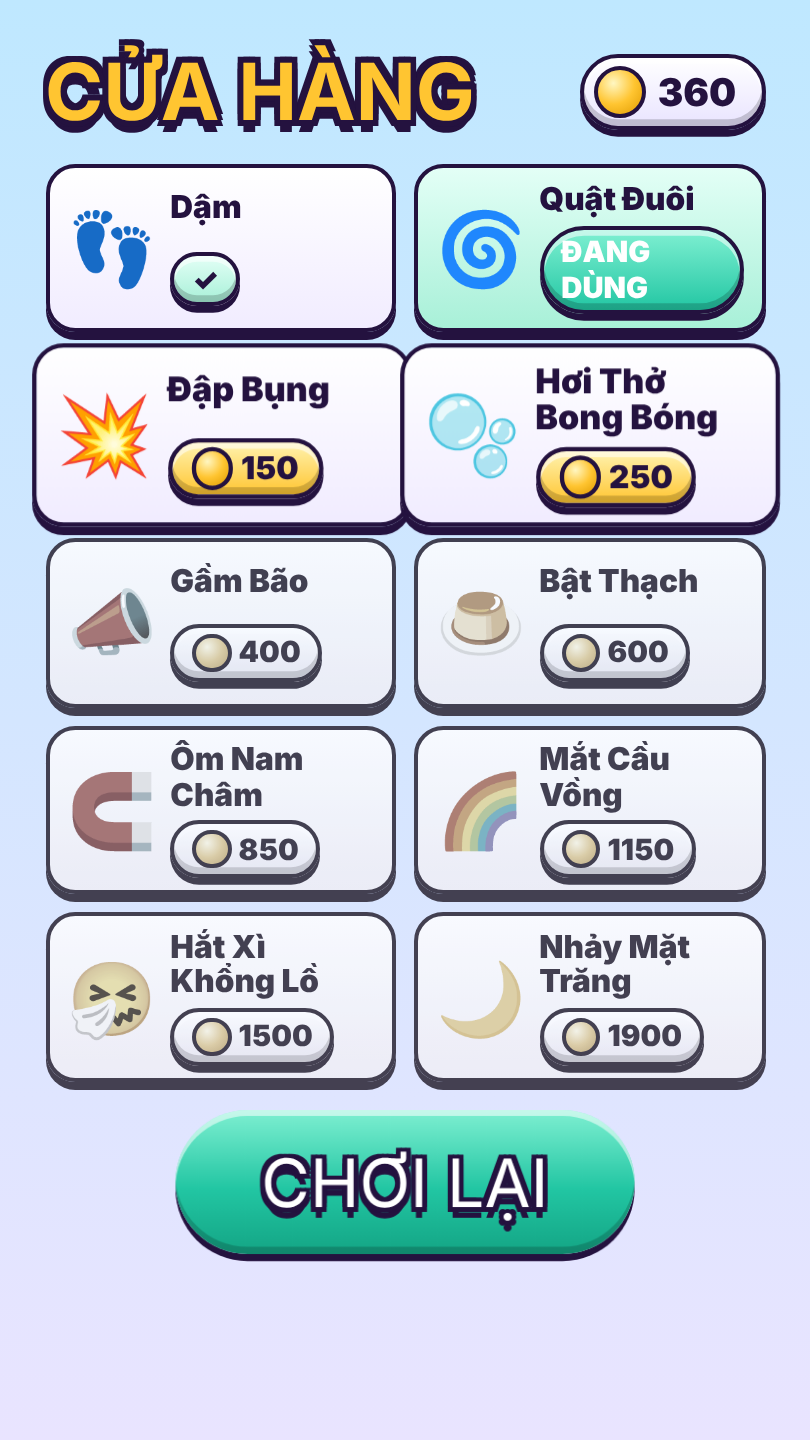 CỬA HÀNG
360
Dậm
Quật Đuôi
ĐANG
DÙNG
Đập Bụng
150
Hơi Thở
Bong Bóng
250
Gầm Bão
400
Bật Thạch
600
Ôm Nam
Châm
850
Mắt Cầu
Vồng
1150
Hắt Xì
Khổng Lồ
1500
Nhảy Mặt
Trăng
1900
CHƠI LẠI